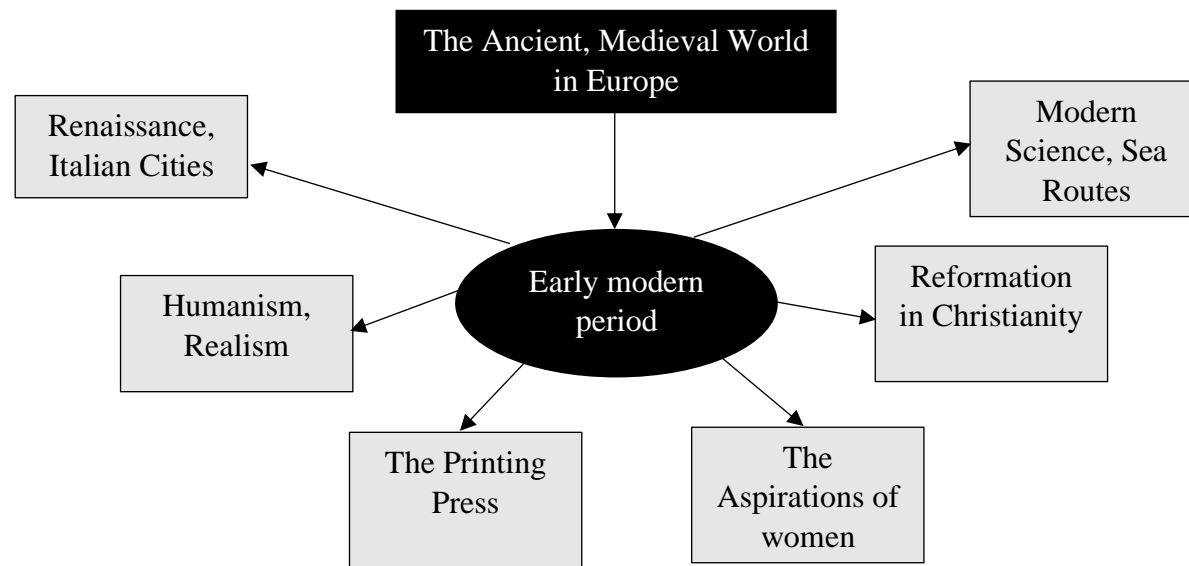 The Ancient, Medieval World
in Europe
Renaissance,
Italian Cities
Modern
Science, Sea
Routes
Humanism,
Realism
Early modern
period
Reformation
in Christianity
The Printing
Press
The
Aspirations of
women